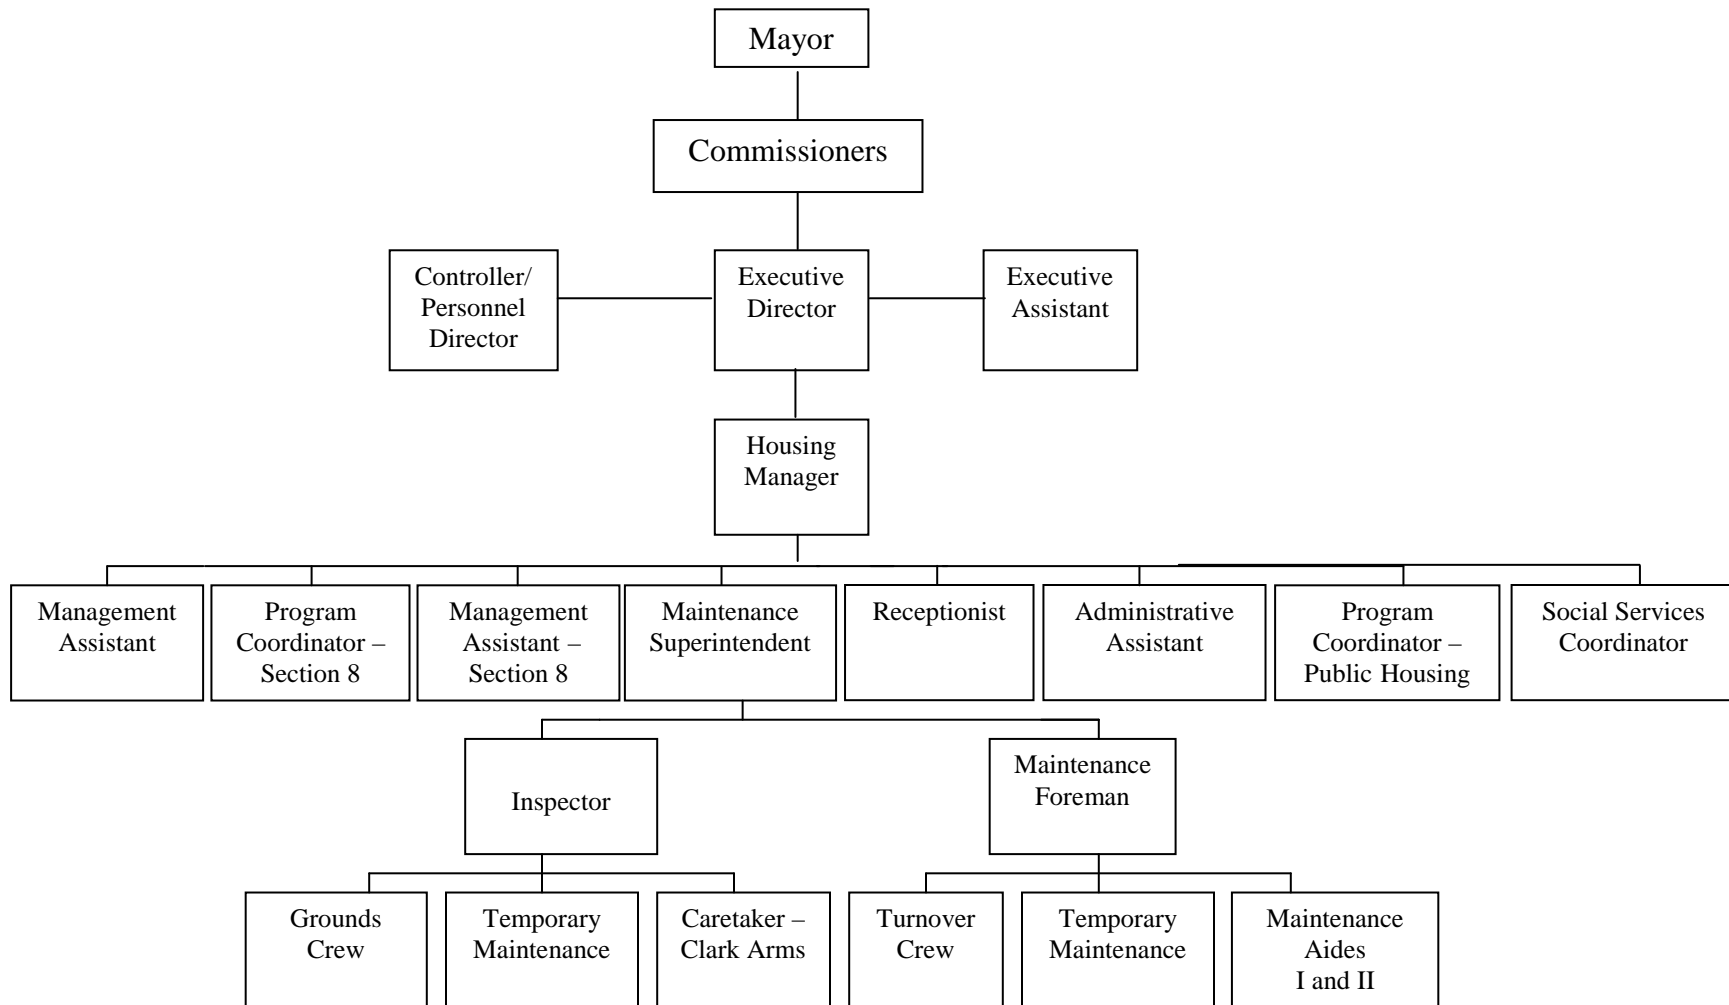 Mayor
Commissioners
Controller/
Personnel
Director
Executive
Director
Executive
Assistant
Housing
Manager
Management
Assistant
Program
Coordinator –
Section 8
Management
Assistant –
Section 8
Maintenance
Superintendent
Receptionist
Administrative
Assistant
Program
Coordinator –
Public Housing
Social Services
Coordinator
Inspector
Maintenance
Foreman
Grounds
Crew
Temporary
Maintenance
Caretaker –
Clark Arms
Turnover
Crew
Temporary
Maintenance
Maintenance
Aides
I and II